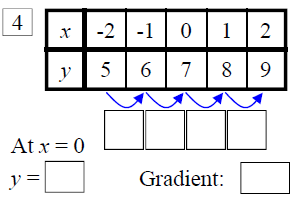 4
x -2 -1 0 1 2
y 5 6 7 8 9
At x = 0
y =
Gradient: